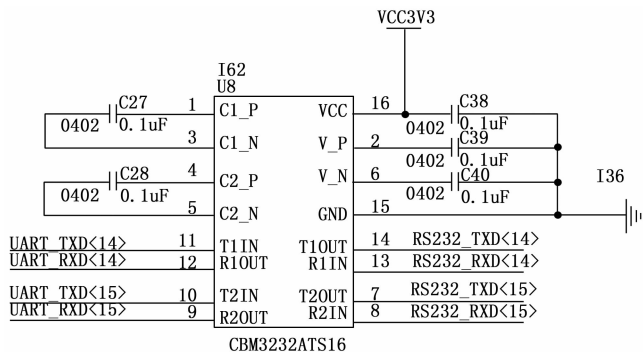 VCC3V3
I62
U8
C27
0402
0.1uF
1
C1_P
3
C1_N
C28
0402
0.1uF
4
C2_P
5
C2_N
VCC
16
C38
0402
0.1uF
V_P
2
C39
0402
0.1uF
V_N
6
C40
0402
0.1uF
I36
GND
15
UART_TXD<14>
11
T1IN
T1OUT
14
RS232_TXD<14>
UART_RXD<14>
12
R1OUT
R1IN
13
RS232_RXD<14>
UART_TXD<15>
10
T2IN
T2OUT
7
RS232_TXD<15>
UART_RXD<15>
9
R2OUT
R2IN
8
RS232_RXD<15>
CBM3232ATS16